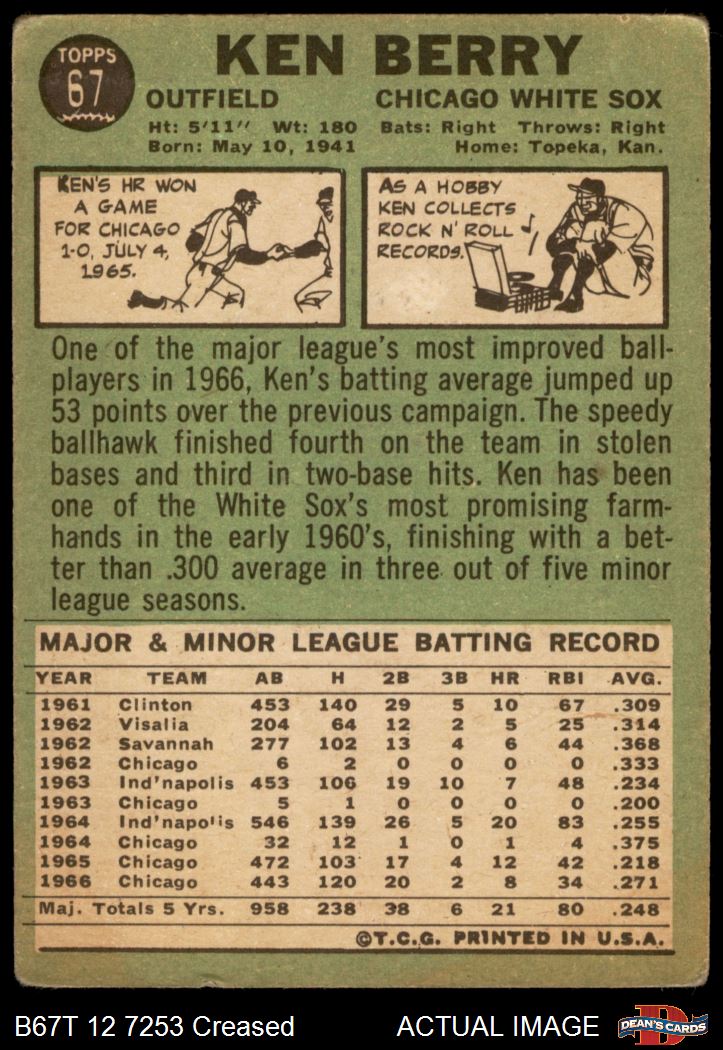 TOPPS
67
KEN BERRY
OUTFIELD CHICAGO WHITE SOX
Ht: 5'11" Wt: 180 Bats: Right Throws: Right
Born: May 10, 1941 Home: Topeka, Kan.
KEN'S HR WON
A GAME
FOR CHICAGO
1-0, JULY 4,
1965.
AS A HOBBY
KEN COLLECTS
ROCK N' ROLL
RECORDS.
One of the major league's most improved ball-
players in 1966, Ken's batting average jumped up
53 points over the previous campaign. The speedy
ballhawk finished fourth on the team in stolen
bases and third in two-base hits. Ken has been
one of the White Sox's most promising farm-
hands in the early 1960's, finishing with a bet-
ter than .300 average in three out of five minor
league seasons.
MAJOR & MINOR LEAGUE BATTING RECORD
YEAR TEAM AB H 2B 3B HR RBI AVG.
1961 Clinton 453 140 29 5 10 67 .309
1962 Visalia 204 64 12 2 5 25 .314
1962 Savannah 277 102 13 4 6 44 .368
1962 Chicago 6 2 0 0 0 0 .333
1963 Ind'napolis 453 106 19 10 7 48 .234
1963 Chicago 5 1 0 0 0 0 .200
1964 Ind'napolis 546 139 26 5 20 83 .255
1964 Chicago 32 12 1 0 1 4 .375
1965 Chicago 472 103 17 4 12 42 .218
1966 Chicago 443 120 20 2 8 34 .271
Maj. Totals 5 Yrs. 958 238 38 6 21 80 .248
©T.C.G. PRINTED IN U.S.A.
B67T 12 7253 Creased ACTUAL IMAGE
D
DEAN'S CARDS